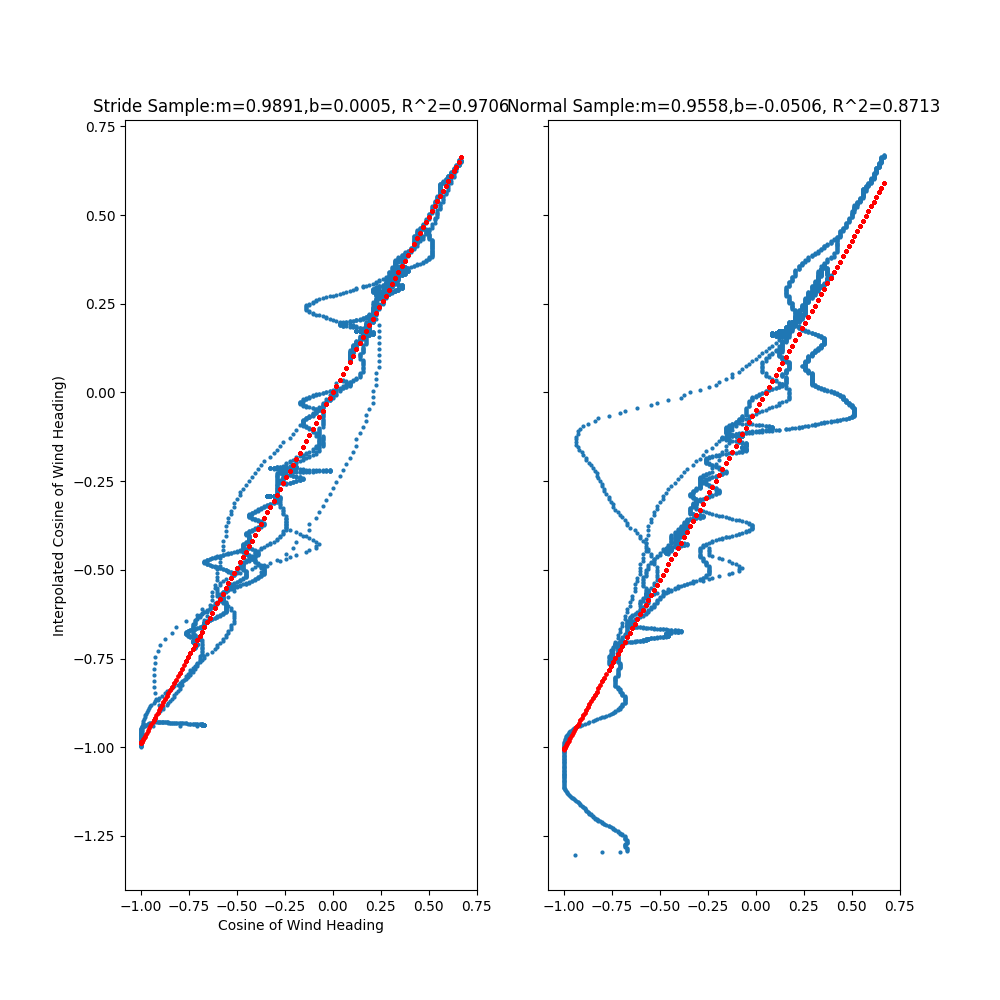 Stride Sample:m=0.9891,b=0.0005, R^2=0.9706
Normal Sample:m=0.9558,b=-0.0506, R^2=0.8713
Interpolated Cosine of Wind Heading)
0.75
0.50
0.25
0.00
−0.25
−0.50
−0.75
−1.00
−1.25
−1.00 −0.75 −0.50 −0.25 0.00 0.25 0.50 0.75
−1.00 −0.75 −0.50 −0.25 0.00 0.25 0.50 0.75
Cosine of Wind Heading